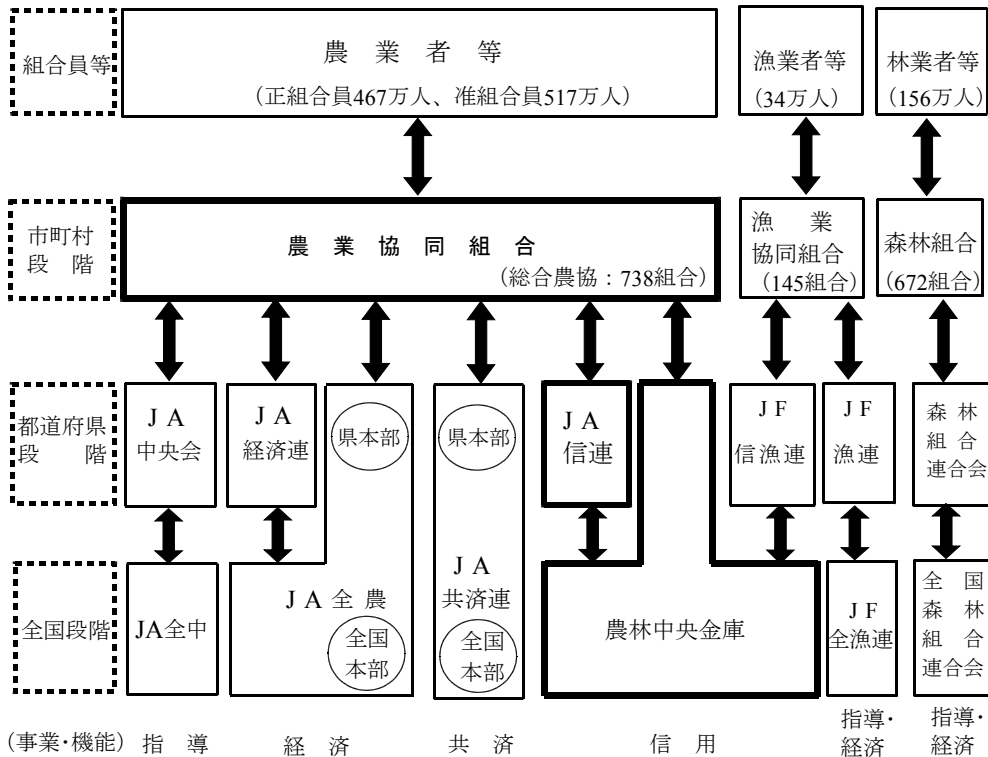 組合員等
農業者等
(正組合員467万人、准組合員517万人)
漁業者等
(34万人)
林業者等
(156万人)
市町村
段階
農業協同組合
(総合農協：738組合)
漁業
協同組合
(145組合)
森林組合
(672組合)
都道府県
段階
JA
中央会
JA
経済連
県本部
県本部
JA
信連
JF
信漁連
JF
漁連
森林
組合
連合会
全国段階
JA全中
JA全農
全国
本部
JA
共済連
全国
本部
農林中央金庫
JF
全漁連
全国
森林
組合
連合会
(事業・機能)
指導
経済
共済
信用
指導・
経済
指導・
経済